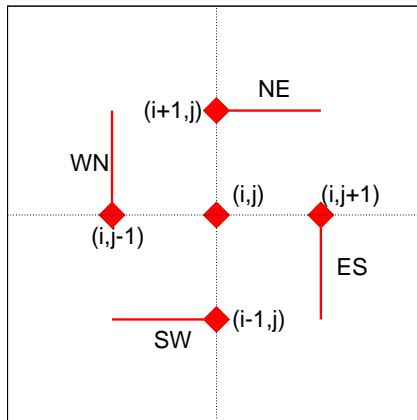 NE
(i+1,j)
WN
(i,j)
(i,j+1)
(i,j-1)
ES
(i-1,j)
SW